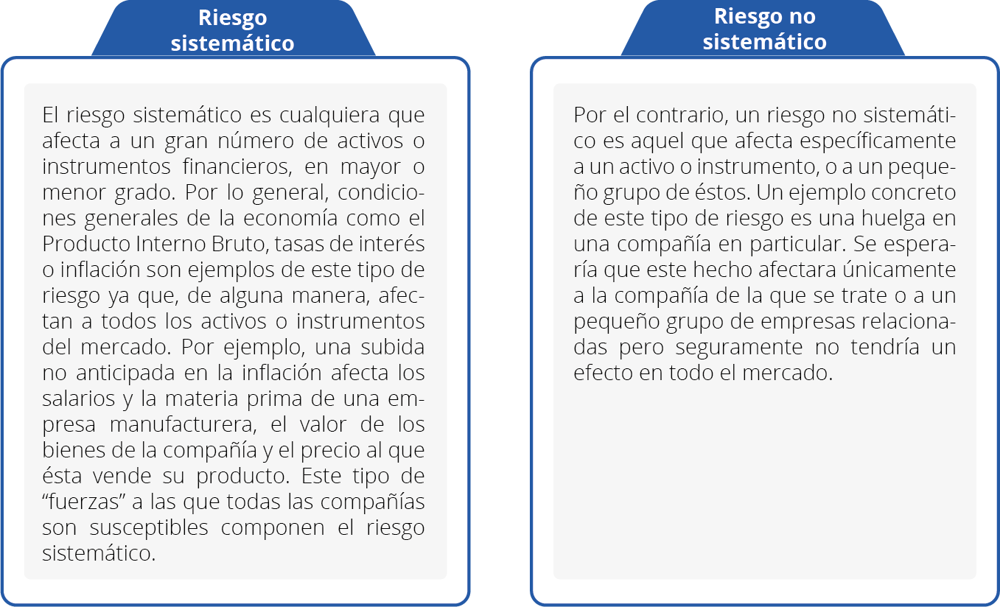 Riesgo
sistemático
El riesgo sistemático es cualquiera que
afecta a un gran número de activos o
instrumentos financieros, en mayor o
menor grado. Por lo general, condicio-
nes generales de la economía como el
Producto Interno Bruto, tasas de interés
o inflación son ejemplos de este tipo de
riesgo ya que, de alguna manera, afec-
tan a todos los activos o instrumentos
del mercado. Por ejemplo, una subida
no anticipada en la inflación afecta los
salarios y la materia prima de una em-
presa manufacturera, el valor de los
bienes de la compañía y el precio al que
ésta vende su producto. Este tipo de
“fuerzas” a las que todas las compañías
son susceptibles componen el riesgo
sistemático.
Riesgo no
sistemático
Por el contrario, un riesgo no sistemáti-
co es aquel que afecta específicamente
a un activo o instrumento, o a un peque-
ño grupo de éstos. Un ejemplo concreto
de este tipo de riesgo es una huelga en
una compañía en particular. Se espera-
ría que este hecho afectara únicamente
a la compañía de la que se trate o a un
pequeño grupo de empresas relaciona-
das pero seguramente no tendría un
efecto en todo el mercado.